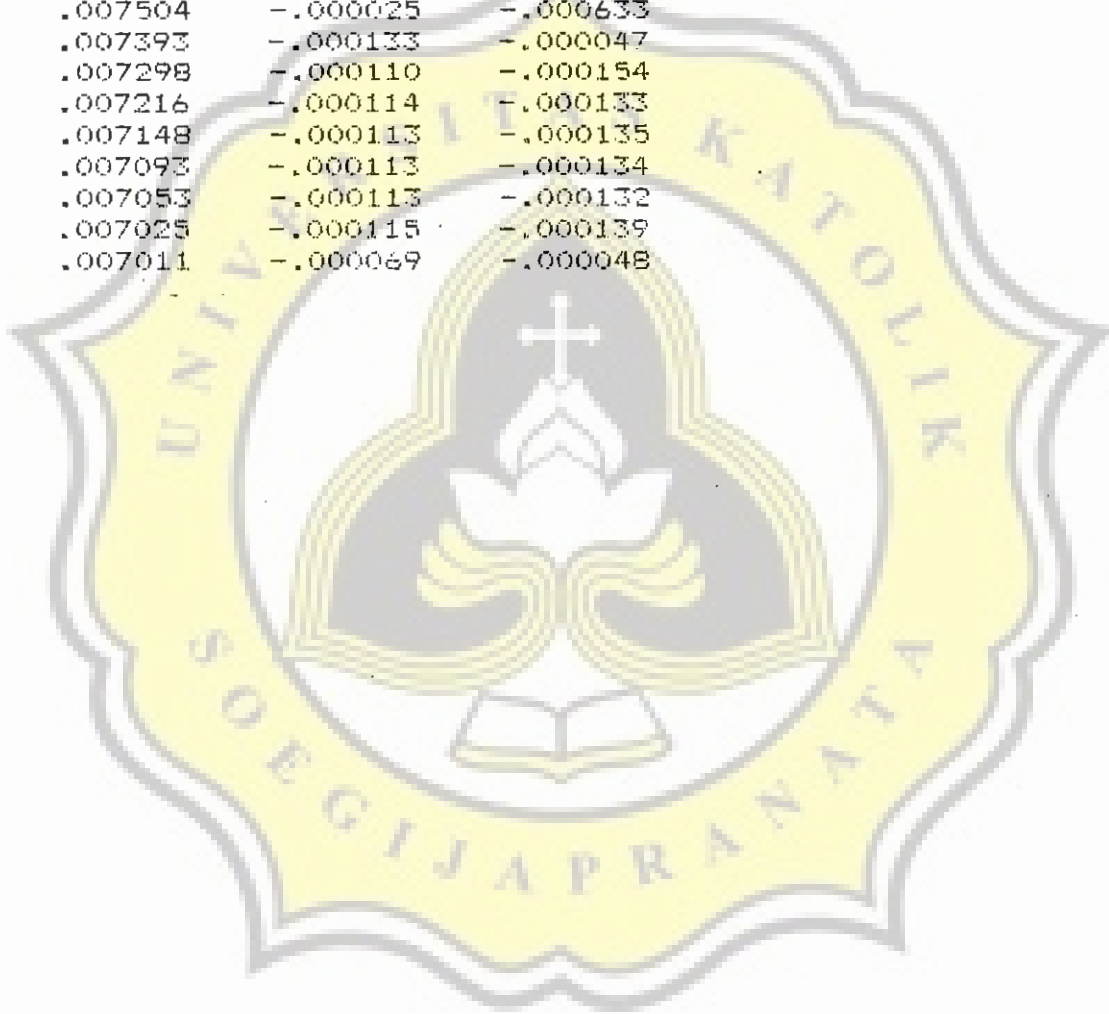 .007504 -.000025 -.000633
.007393 -.000133 -.000047
.007298 -.000110 -.000154
.007216 -.000114 -.000133
.007148 -.000113 -.000135
.007093 -.000113 -.000134
.007053 -.000113 -.000132
.007025 -.000115 -.000139
.007011 -.000069 -.000048
UNIVERSITAS KATOLIK
SOEGIJAPRANATA